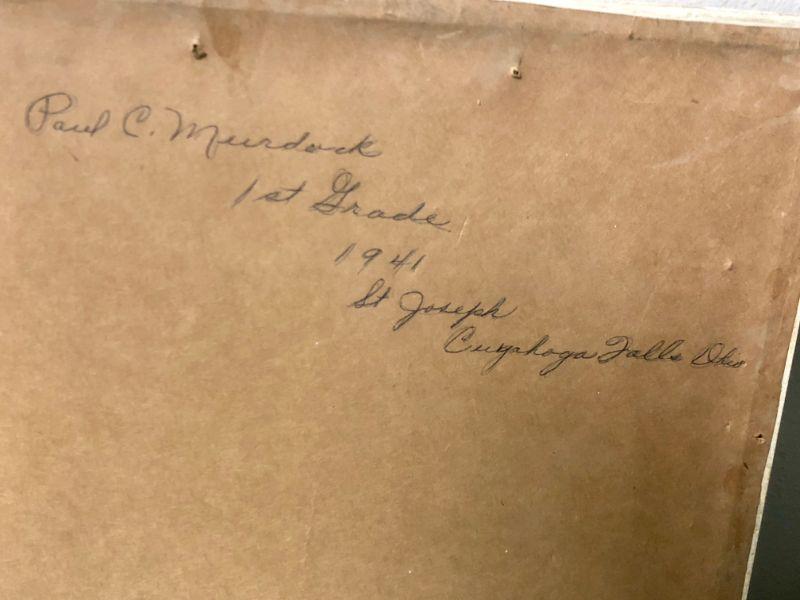 Paul C. Murdock
1st Grade
1941
St Joseph
Cuyahoga Falls Ohio